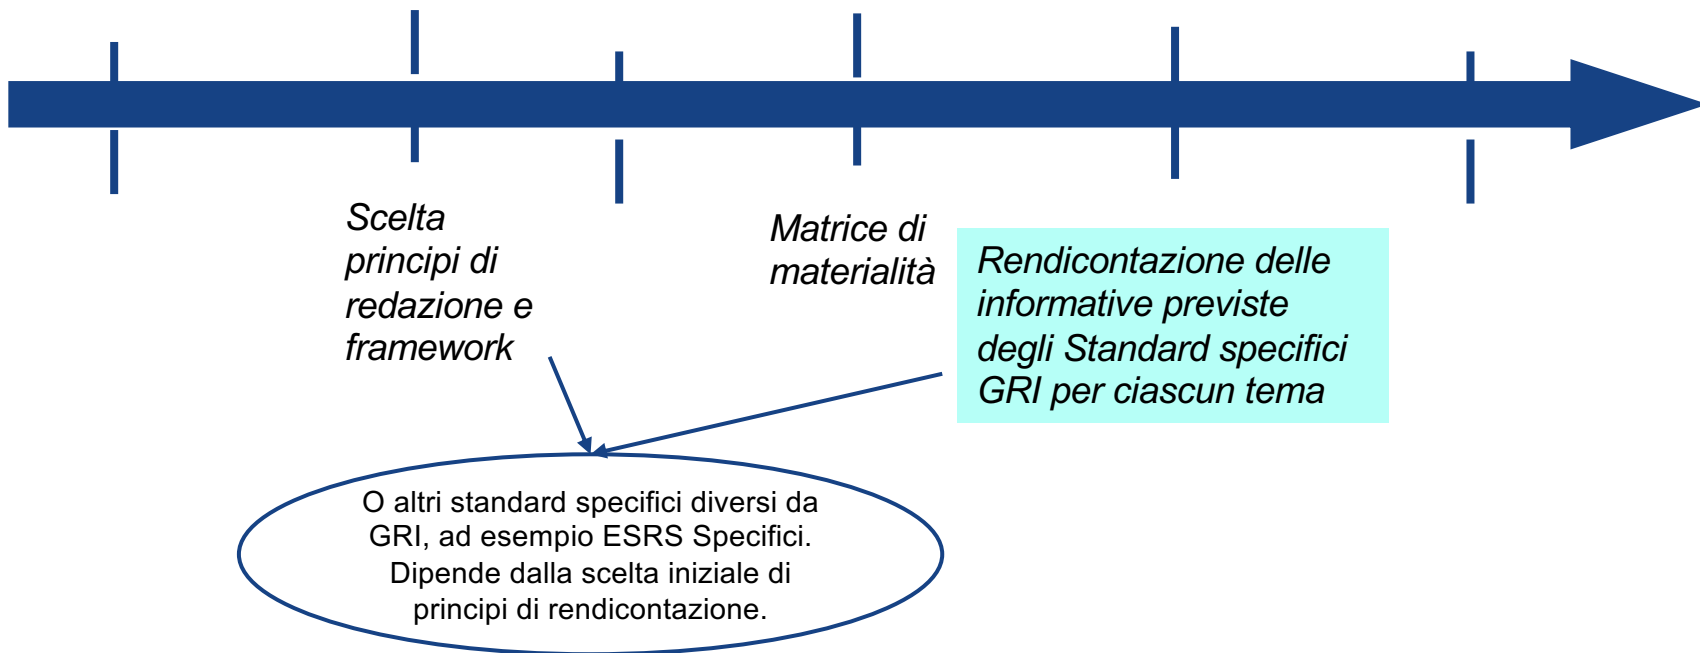 Scelta
principi di
redazione e
framework
Matrice di
materialità
Rendicontazione delle
informative previste
degli Standard specifici
GRI per ciascun tema
O altri standard specifici diversi da
GRI, ad esempio ESRS Specifici.
Dipende dalla scelta iniziale di
principi di rendicontazione.